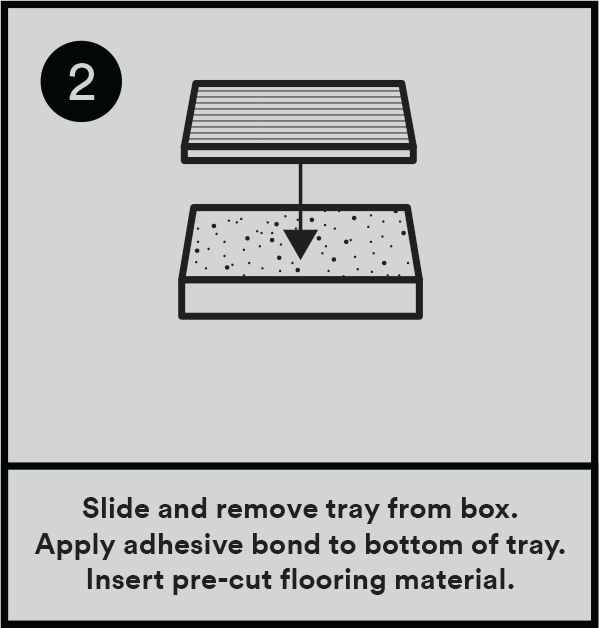 2
Slide and remove tray from box.
Apply adhesive bond to bottom of tray.
Insert pre-cut flooring material.